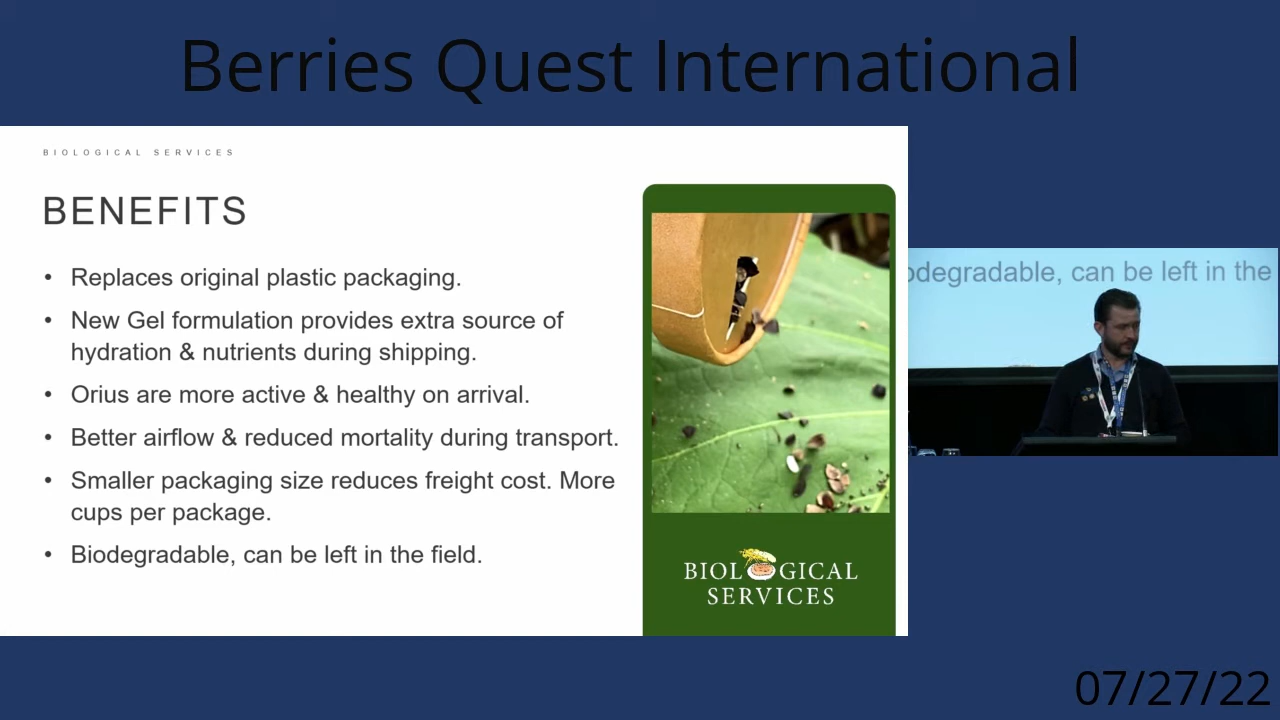 Berries Quest International
BIOLOGICAL SERVICES
BENEFITS
• Replaces original plastic packaging.
• New Gel formulation provides extra source of
hydration & nutrients during shipping.
• Orius are more active & healthy on arrival.
• Better airflow & reduced mortality during transport.
• Smaller packaging size reduces freight cost. More
cups per package.
• Biodegradable, can be left in the field.
BIOLOGICAL
SERVICES
odegradable, can be left in the
07/27/22